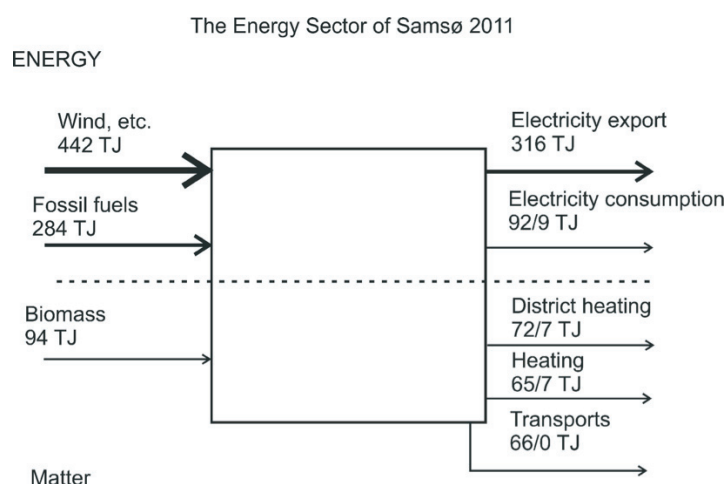 The Energy Sector of Samsø 2011
ENERGY
Wind, etc.
442 TJ
Fossil fuels
284 TJ
Biomass
94 TJ
Electricity export
316 TJ
Electricity consumption
92/9 TJ
District heating
72/7 TJ
Heating
65/7 TJ
Transports
66/0 TJ
Matter